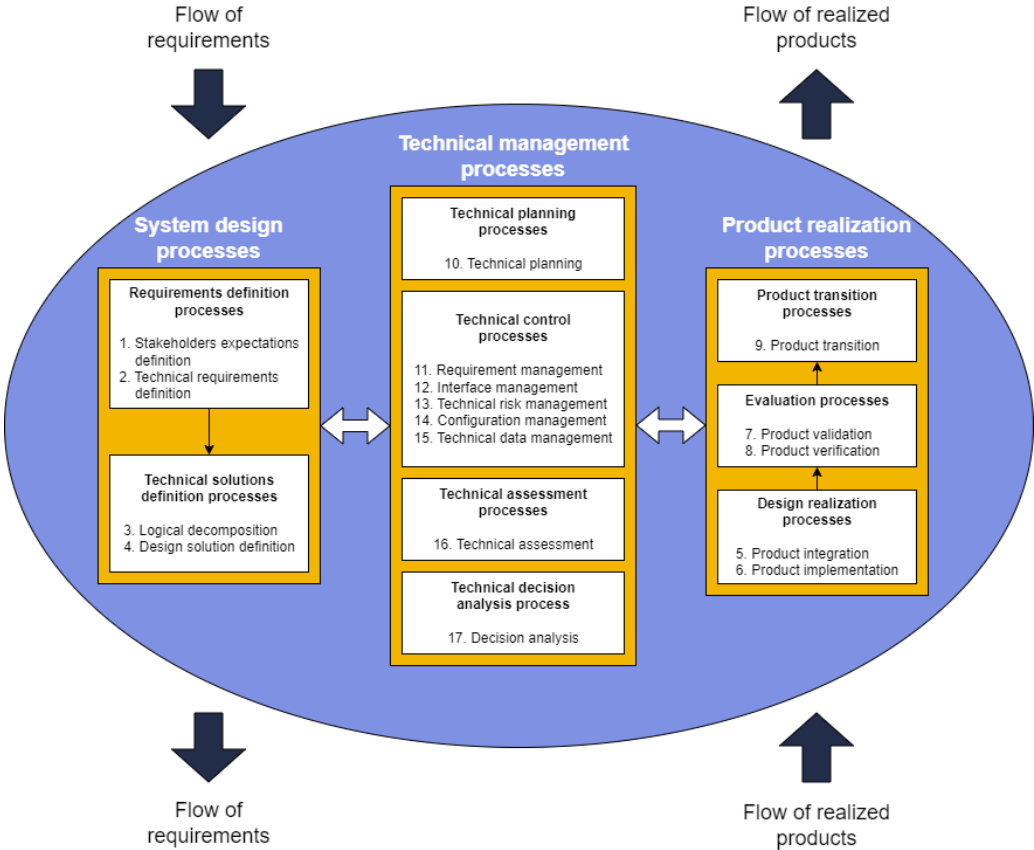 Flow of
requirements
Flow of realized
products
Technical management
processes
System design
processes
Product realization
processes
Requirements definition
processes
1. Stakeholders expectations
definition
2. Technical requirements
definition
Technical solutions
definition processes
3. Logical decomposition
4. Design solution definition
Technical planning
processes
10. Technical planning
Technical control
processes
11. Requirement management
12. Interface management
13. Technical risk management
14. Configuration management
15. Technical data management
Technical assessment
processes
16. Technical assessment
Technical decision
analysis process
17. Decision analysis
Product transition
processes
9. Product transition
Evaluation processes
7. Product validation
8. Product verification
Design realization
processes
5. Product integration
6. Product implementation
Flow of
requirements
Flow of realized
products